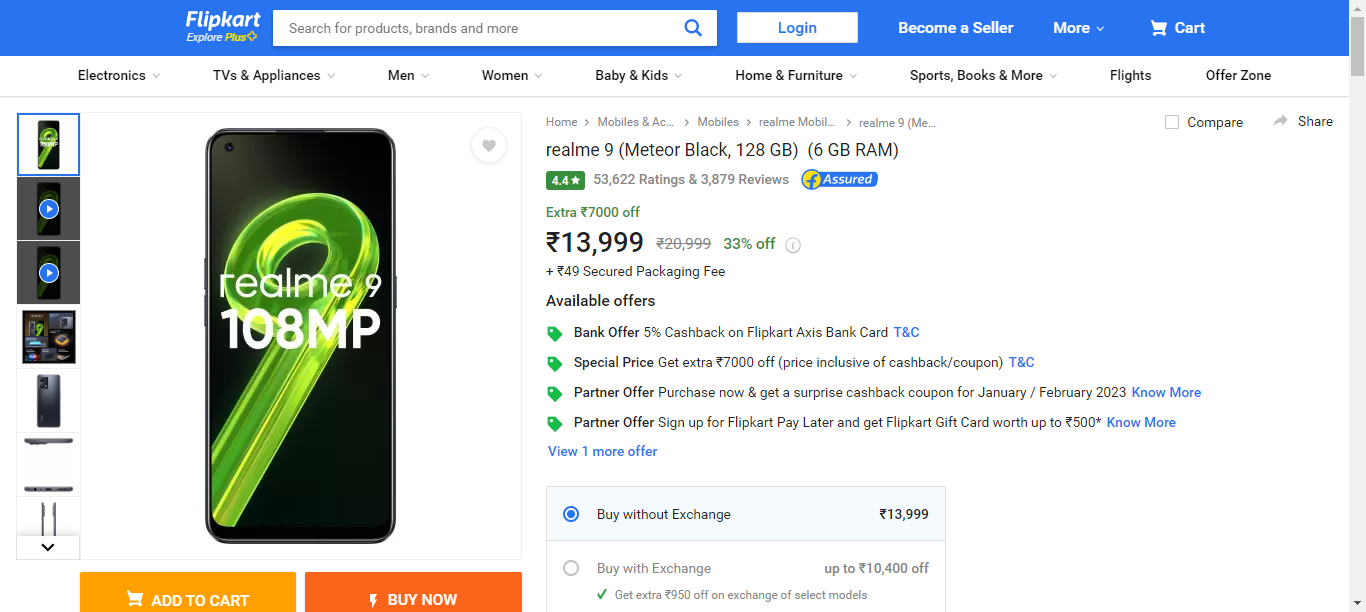 Flipkart
Explore Plus
Search for products, brands and more
Login
Become a Seller
More
Cart
Electronics
TVs & Appliances
Men
Women
Baby & Kids
Home & Furniture
Sports, Books & More
Flights
Offer Zone
Home > Mobiles & Ac... > Mobiles > realme Mobil... > realme 9 (Me...
Compare
Share
realme 9 (Meteor Black, 128 GB) (6 GB RAM)
4.4★ 53,622 Ratings & 3,879 Reviews Assured
Extra ₹7000 off
₹13,999 ₹20,999 33% off
+ ₹49 Secured Packaging Fee
Available offers
Bank Offer 5% Cashback on Flipkart Axis Bank Card T&C
Special Price Get extra ₹7000 off (price inclusive of cashback/coupon) T&C
Partner Offer Purchase now & get a surprise cashback coupon for January / February 2023 Know More
Partner Offer Sign up for Flipkart Pay Later and get Flipkart Gift Card worth up to ₹500* Know More
View 1 more offer
Buy without Exchange ₹13,999
Buy with Exchange up to ₹10,400 off
Get extra ₹950 off on exchange of select models
realme 9
108MP
ADD TO CART
BUY NOW